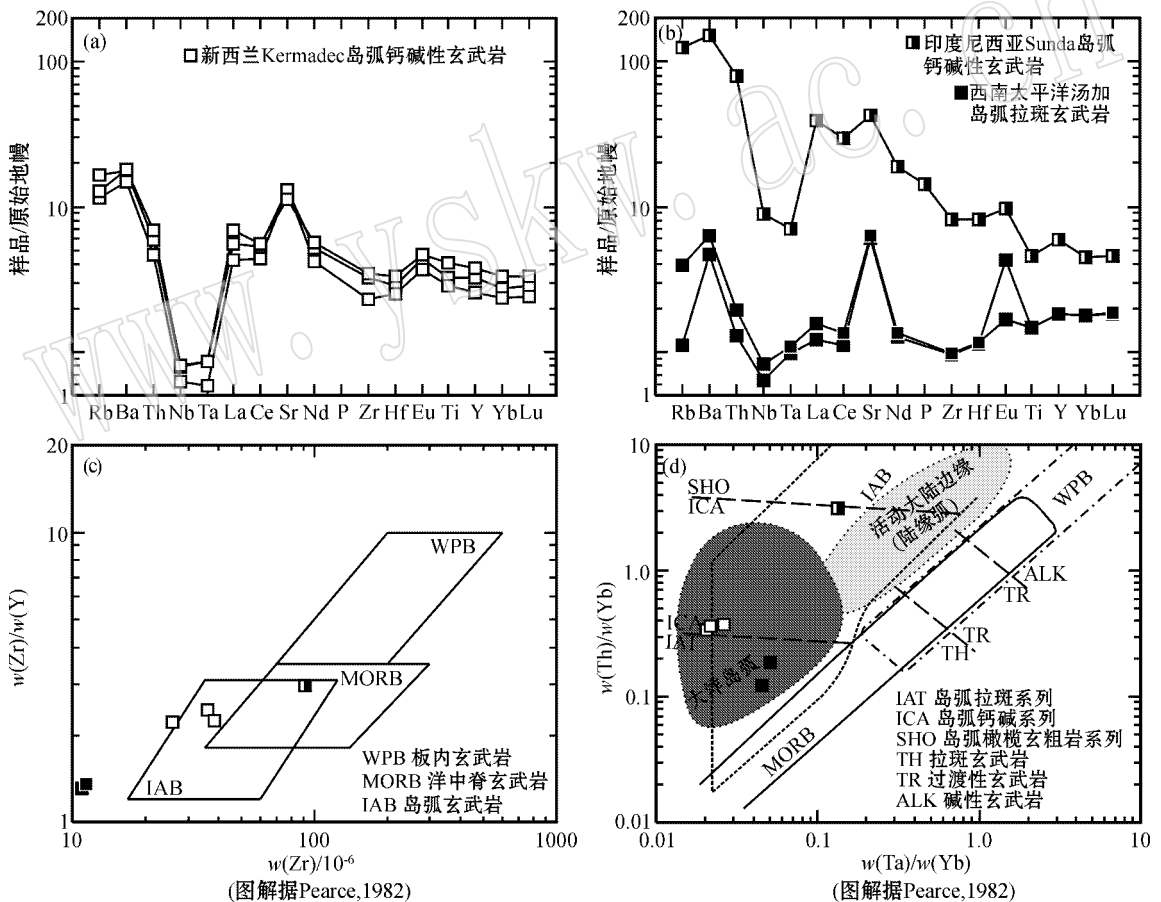 (a)
□新西兰Kermadec岛弧钙碱性玄武岩
200
100
10
1
1
样品/原始地幔
Rb Ba Th Nb Ta La Ce Sr Nd P Zr Hf Eu Ti Y Yb Lu
(b)
印度尼西亚Sunda岛弧
钙碱性玄武岩
■西南太平洋汤加
岛弧拉斑玄武岩
200
100
10
1
1
样品/原始地幔
Rb Ba Th Nb Ta La Ce Sr Nd P Zr Hf Eu Ti Y Yb Lu
(c)
20
10
1
w(Zr)/w(Y)
WPB
MORB
IAB
WPB 板内玄武岩
MORB 洋中脊玄武岩
IAB 岛弧玄武岩
10 100 1000
w(Zr)/10-6
(图解据Pearce,1982)
(d)
10
1.0
0.1
0.01
w(Th)/w(Yb)
SHO
ICA
IAB
活动大陆边缘
(陆缘弧)
WPB
ALK
TR
ICA
IAT
TR
TH
大洋岛弧
MORB
IAT 岛弧拉斑系列
ICA 岛弧钙碱系列
SHO 岛弧橄榄玄粗岩系列
TH 拉斑玄武岩
TR 过渡性玄武岩
ALK 碱性玄武岩
0.01 0.1 1.0 10
w(Ta)/w(Yb)
(图解据Pearce,1982)
www.yskw.ac.cn